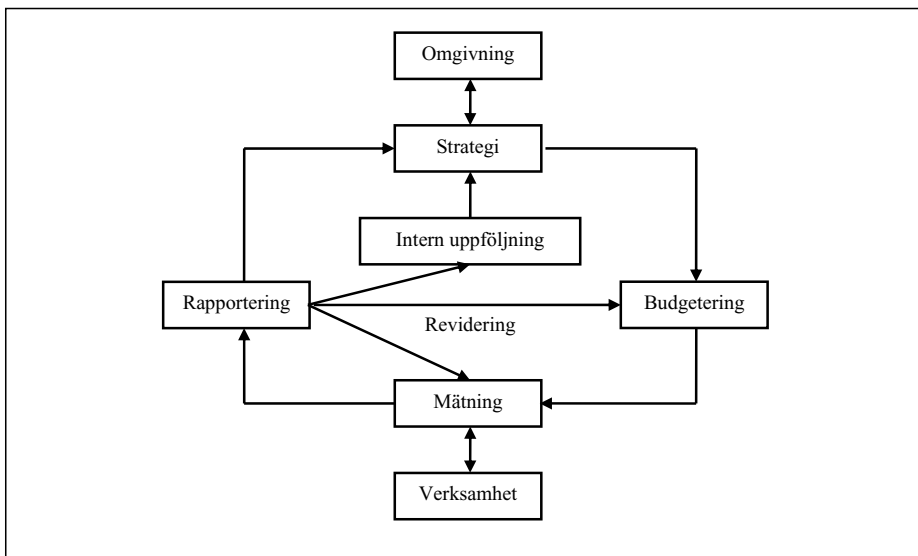 Omgivning
Strategi
Intern uppföljning
Rapportering
Budgetering
Revidering
Mätning
Verksamhet